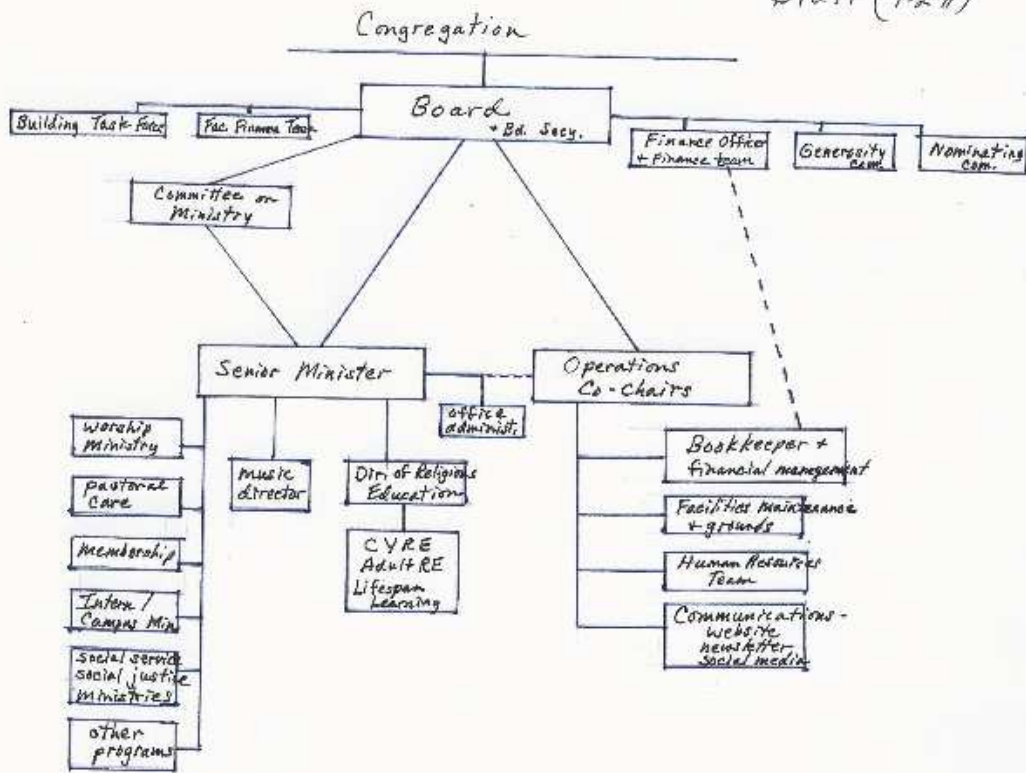 Congregation
Board
+ Bd. Secy.
Building Task Force
Fac. Finance Task
Finance Officer
+ Finance team
Generosity
com.
Nominating
com.
Committee on
Ministry
Senior Minister
Operations
Co-Chairs
office
administ.
worship
ministry
pastoral
care
membership
Intern /
Campus Min
social service
social justice
ministries
other
programs
music
director
Dir. of Religious
Education
CYRE
Adult RE
Lifespan
Learning
Bookkeeper +
financial management
Facilities maintenance
+ grounds
Human Resources
Team
Communications -
website
newsletter
social media